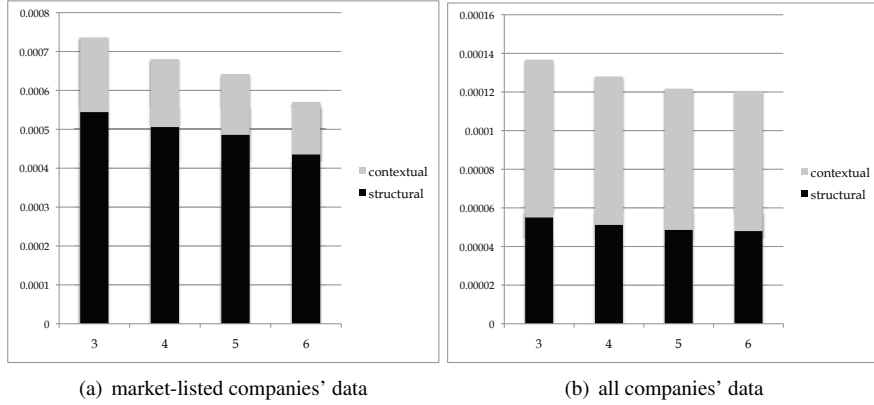 0.0008
0.0007
0.0006
0.0005
0.0004
0.0003
0.0002
0.0001
0
3 4 5 6
contextual
structural
(a) market-listed companies' data
0.00016
0.00014
0.00012
0.0001
0.00008
0.00006
0.00004
0.00002
0
3 4 5 6
contextual
structural
(b) all companies' data